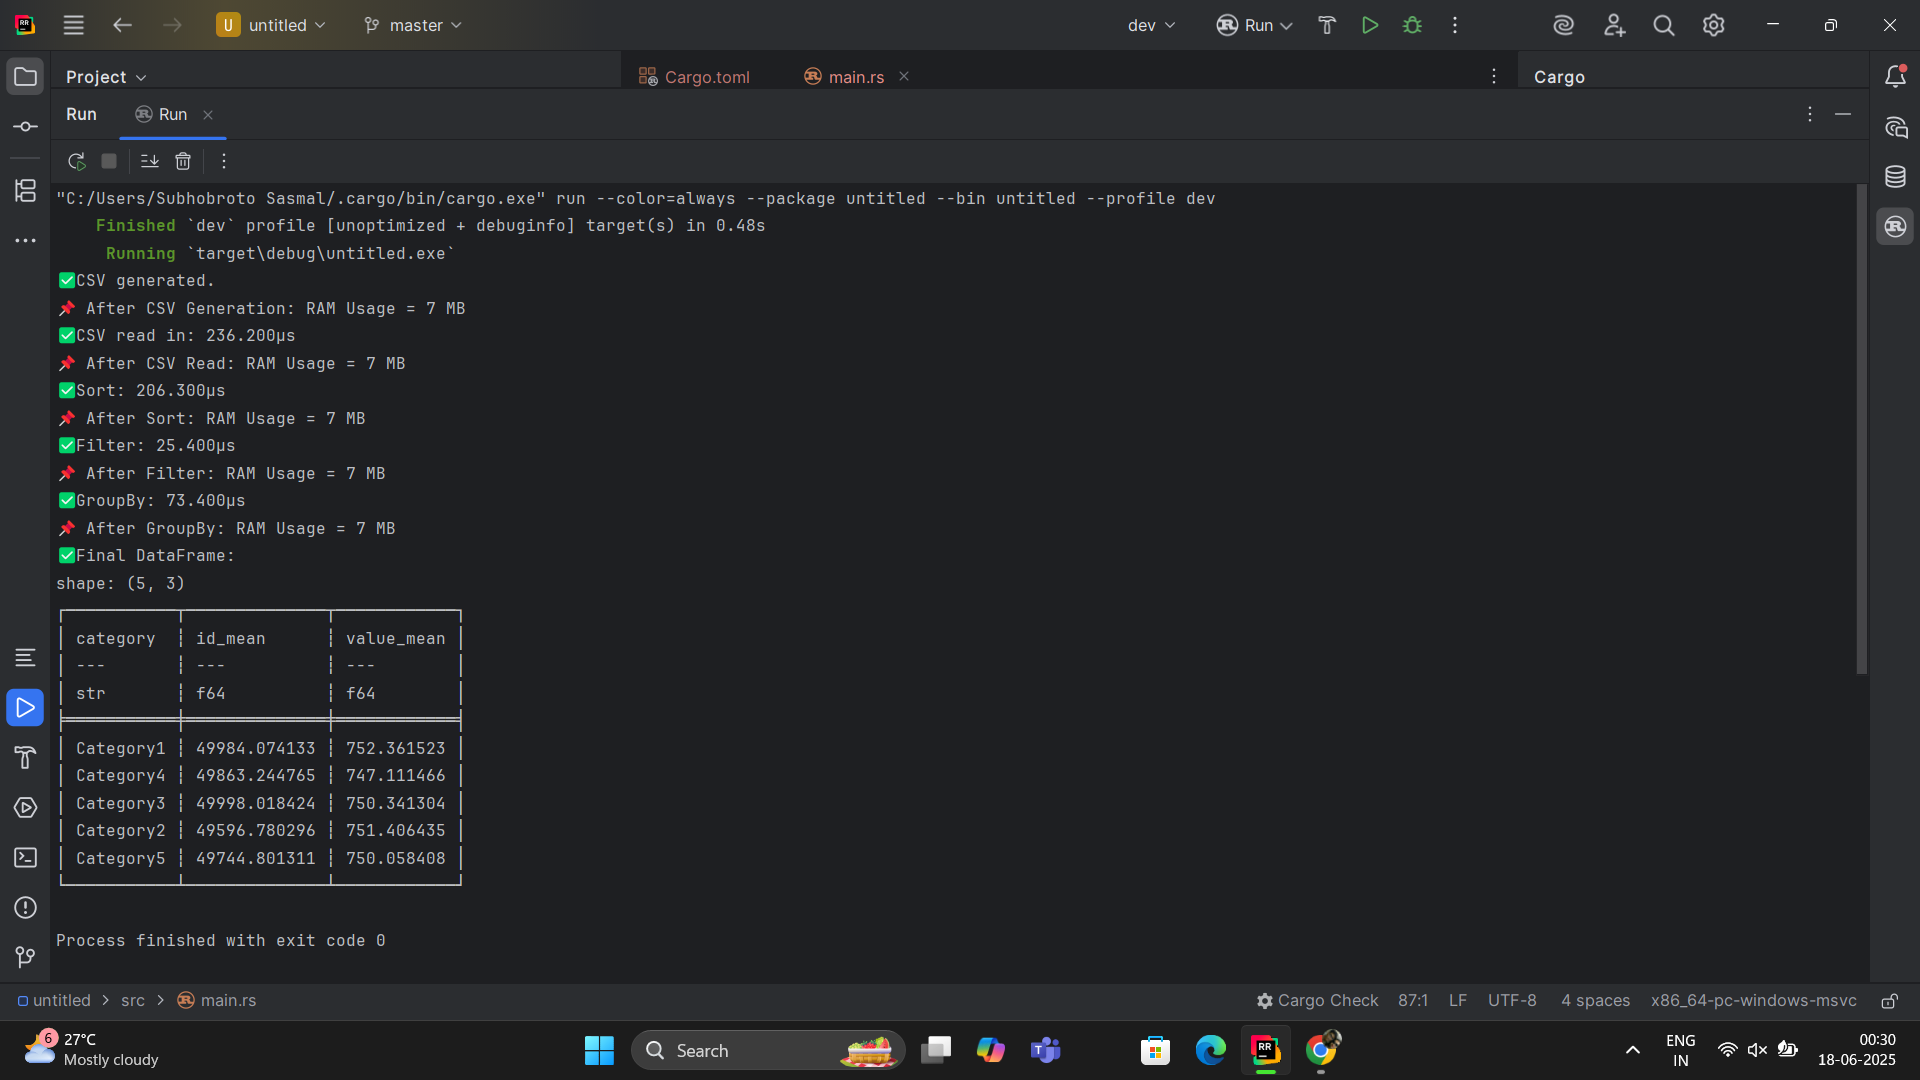 U untitled master dev Run
Project Cargo.toml main.rs Cargo
Run Run
"C:/Users/Subhobroto Sasmal/.cargo/bin/cargo.exe" run --color=always --package untitled --bin untitled --profile dev
Finished `dev` profile [unoptimized + debuginfo] target(s) in 0.48s
Running `target\debug\untitled.exe`
✅CSV generated.
📌 After CSV Generation: RAM Usage = 7 MB
✅CSV read in: 236.200µs
📌 After CSV Read: RAM Usage = 7 MB
✅Sort: 206.300µs
📌 After Sort: RAM Usage = 7 MB
✅Filter: 25.400µs
📌 After Filter: RAM Usage = 7 MB
✅GroupBy: 73.400µs
📌 After GroupBy: RAM Usage = 7 MB
✅Final DataFrame:
shape: (5, 3)
category id_mean value_mean
--- --- ---
str f64 f64
Category1 49984.074133 752.361523
Category4 49863.244765 747.111466
Category3 49998.018424 750.341304
Category2 49596.780296 751.406435
Category5 49744.801311 750.058408
Process finished with exit code 0
untitled > src > main.rs Cargo Check 87:1 LF UTF-8 4 spaces x86_64-pc-windows-msvc
6 27°C
Mostly cloudy
Search
ENG
IN
00:30
18-06-2025